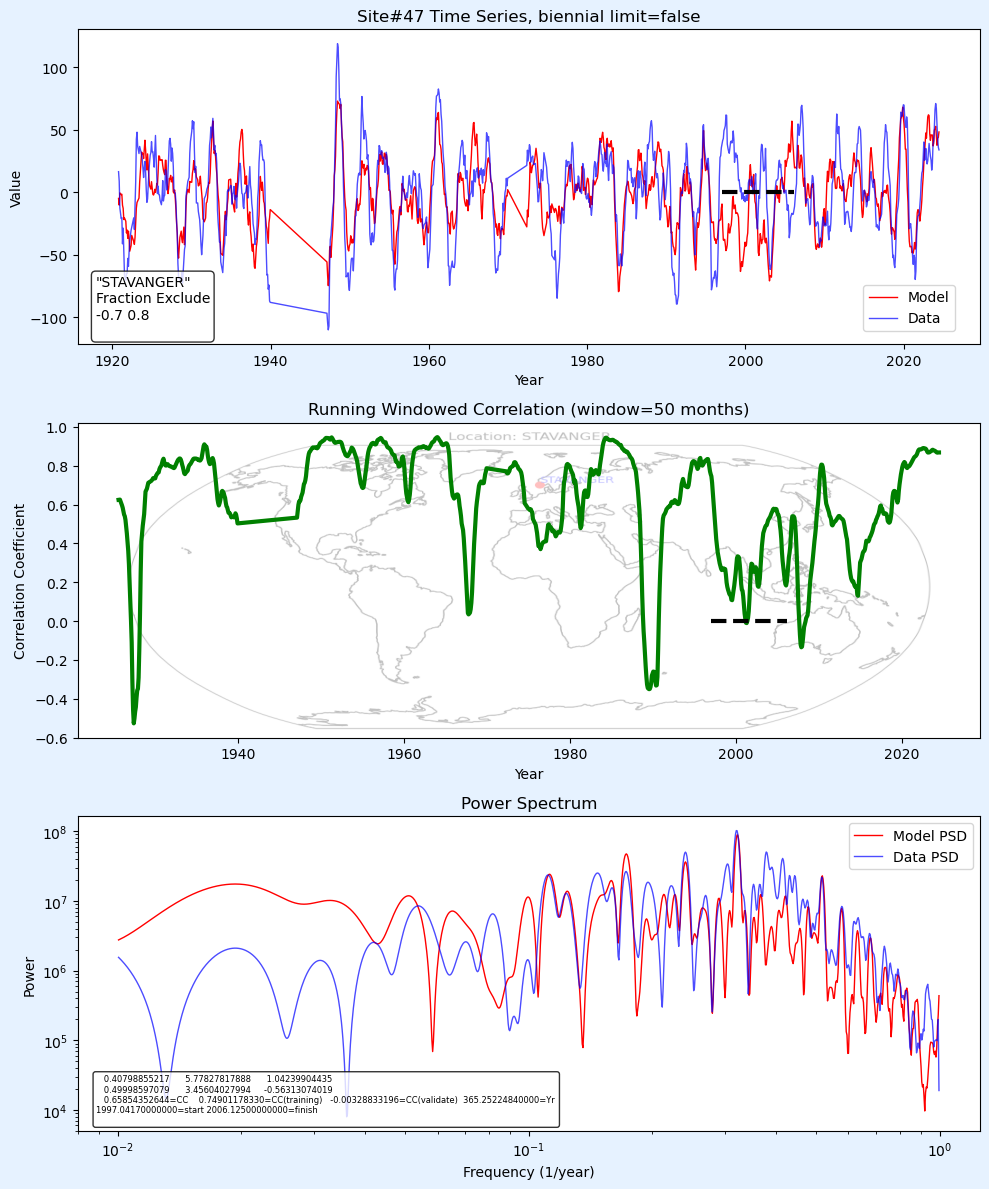 Site#47 Time Series, biennial limit=false
Value
100
50
0
−50
−100
"STAVANGER"
Fraction Exclude
-0.7 0.8
Model
Data
1920 1940 1960 1980 2000 2020
Year
Running Windowed Correlation (window=50 months)
Location: STAVANGER
STAVANGER
Correlation Coefficient
1.0
0.8
0.6
0.4
0.2
0.0
−0.2
−0.4
−0.6
1940 1960 1980 2000 2020
Year
Power Spectrum
Model PSD
Data PSD
Power
10⁸
10⁷
10⁶
10⁵
10⁴
0.40798855217 5.77827817888 1.04239904435
0.49998597079 3.45604027994 -0.56313074019
0.65854352644=CC 0.74901178330=CC(training) -0.00328833196=CC(validate) 365.25224840000=Yr
1997.04170000000=start 2006.12500000000=finish
10⁻² 10⁻¹ 10⁰
Frequency (1/year)